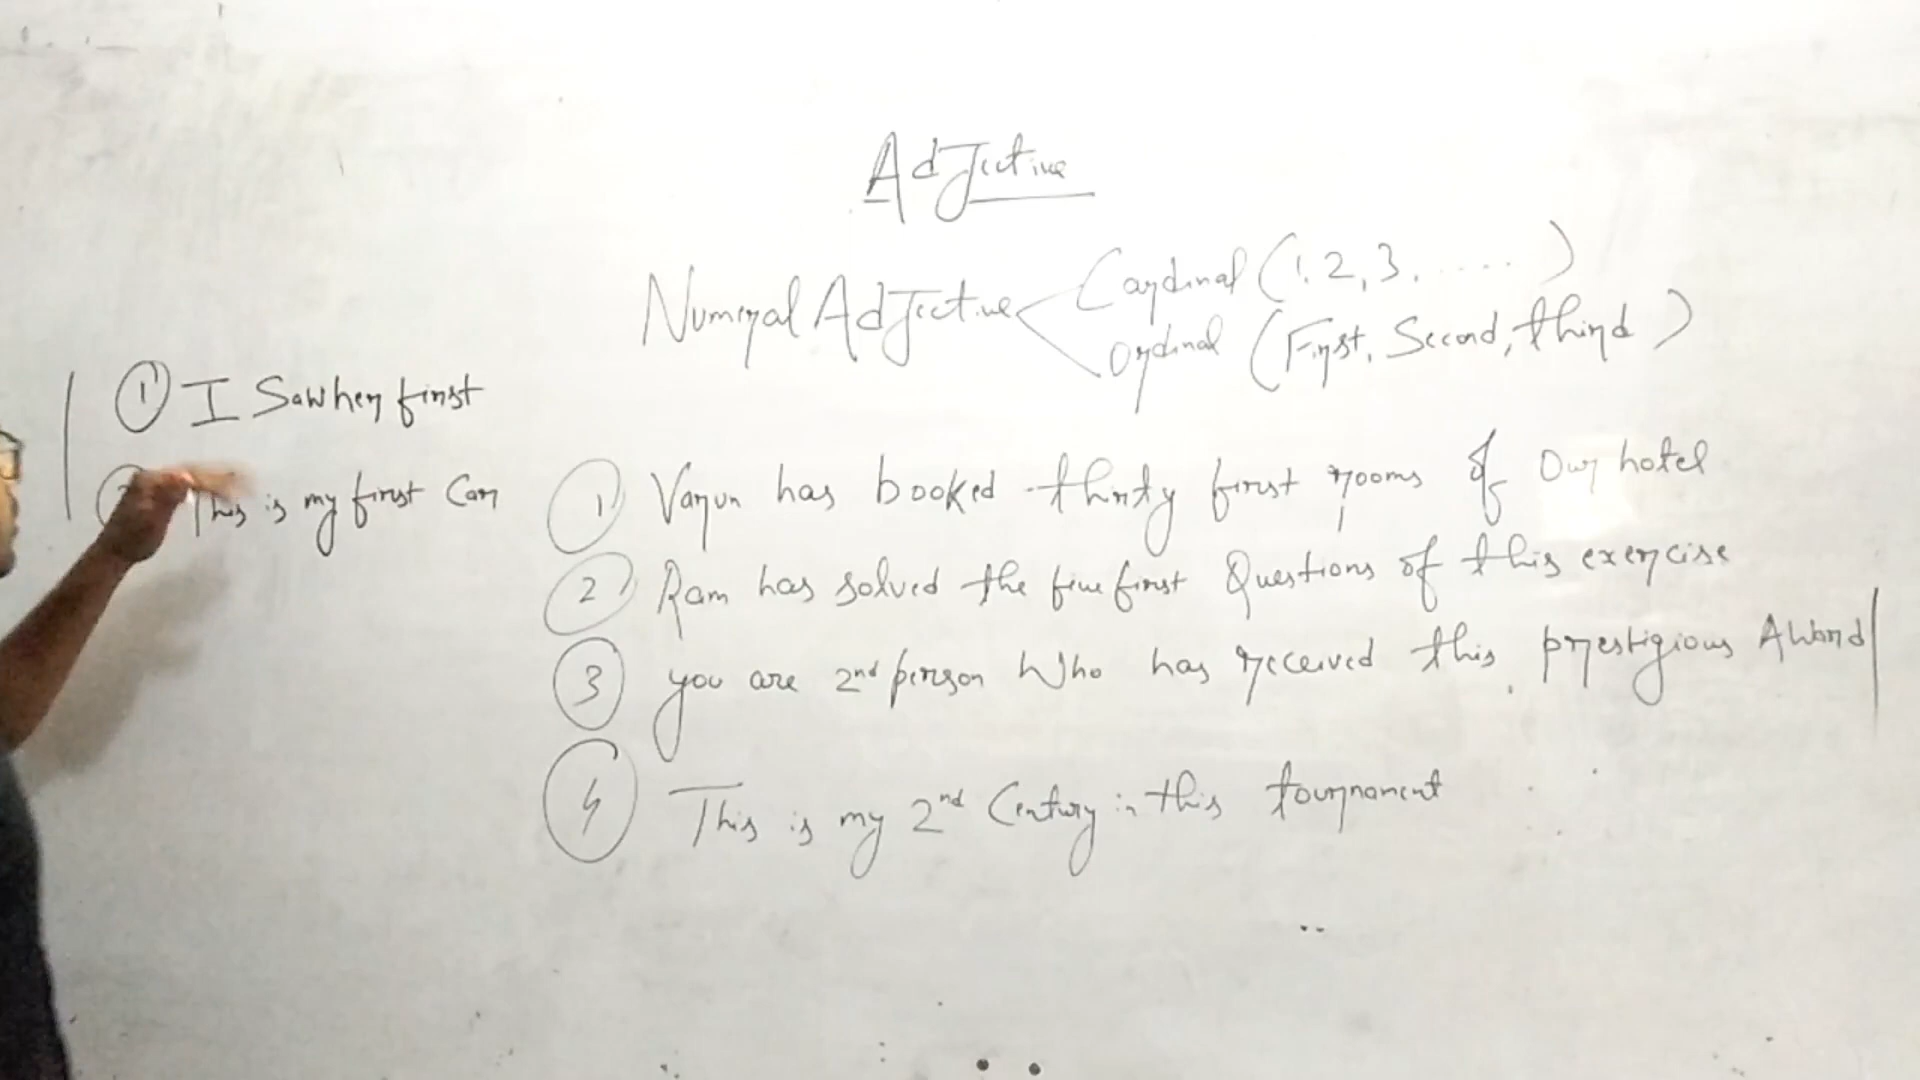 AdJective
Numeral AdJective
Cardinal (1, 2, 3, ......)
Ordinal (First, Second, third)
① I Saw her first
This is my first Car
① Varun has booked thirty first rooms of Our hotel
② Ram has solved the five first Questions of this exercise
③ you are 2nd person Who has received this prestigious AWard
④ This is my 2nd Century in this tournament